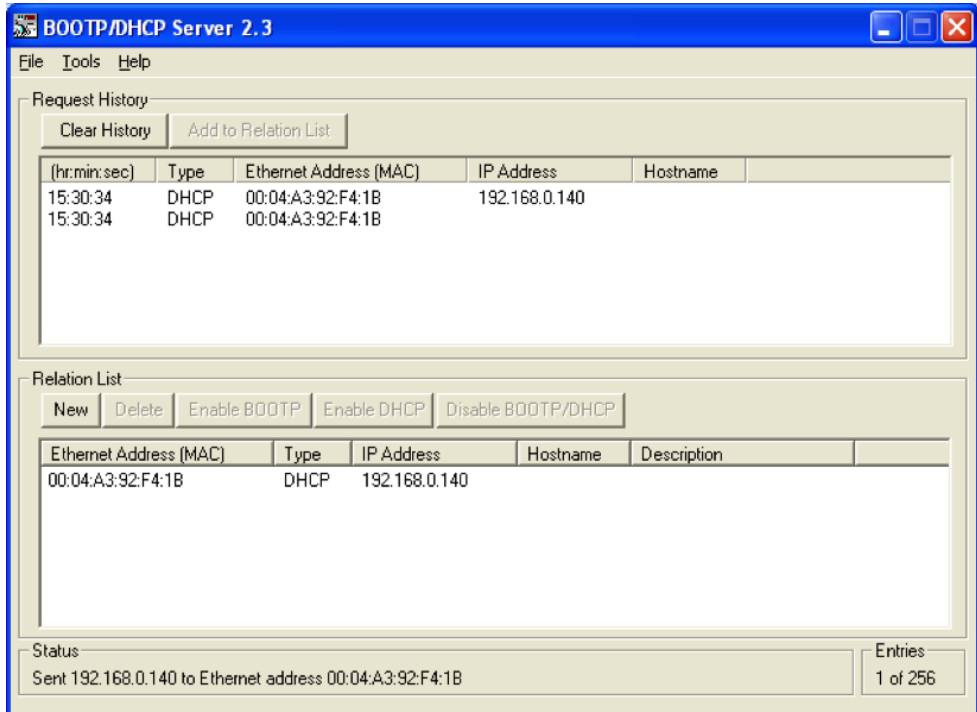 BOOTP/DHCP Server 2.3
File Tools Help
Request History
Clear History Add to Relation List
(hr:min:sec) Type Ethernet Address (MAC) IP Address Hostname
15:30:34 DHCP 00:04:A3:92:F4:1B 192.168.0.140
15:30:34 DHCP 00:04:A3:92:F4:1B
Relation List
New Delete Enable BOOTP Enable DHCP Disable BOOTP/DHCP
Ethernet Address (MAC) Type IP Address Hostname Description
00:04:A3:92:F4:1B DHCP 192.168.0.140
Status Entries
Sent 192.168.0.140 to Ethernet address 00:04:A3:92:F4:1B 1 of 256